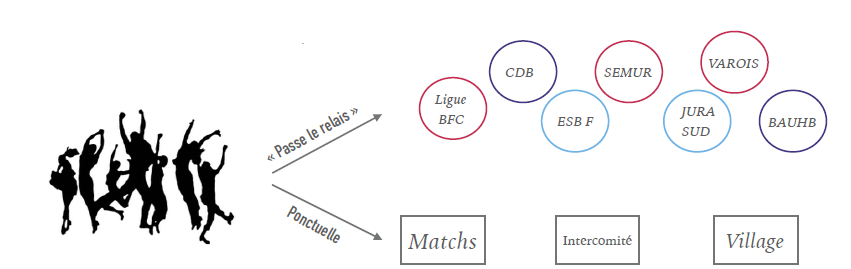 « Passe le relais »
Ponctuelle
Ligue
BFC
CDB
ESB F
SEMUR
JURA
SUD
VAROIS
BAUHB
Matchs
Intercomité
Village